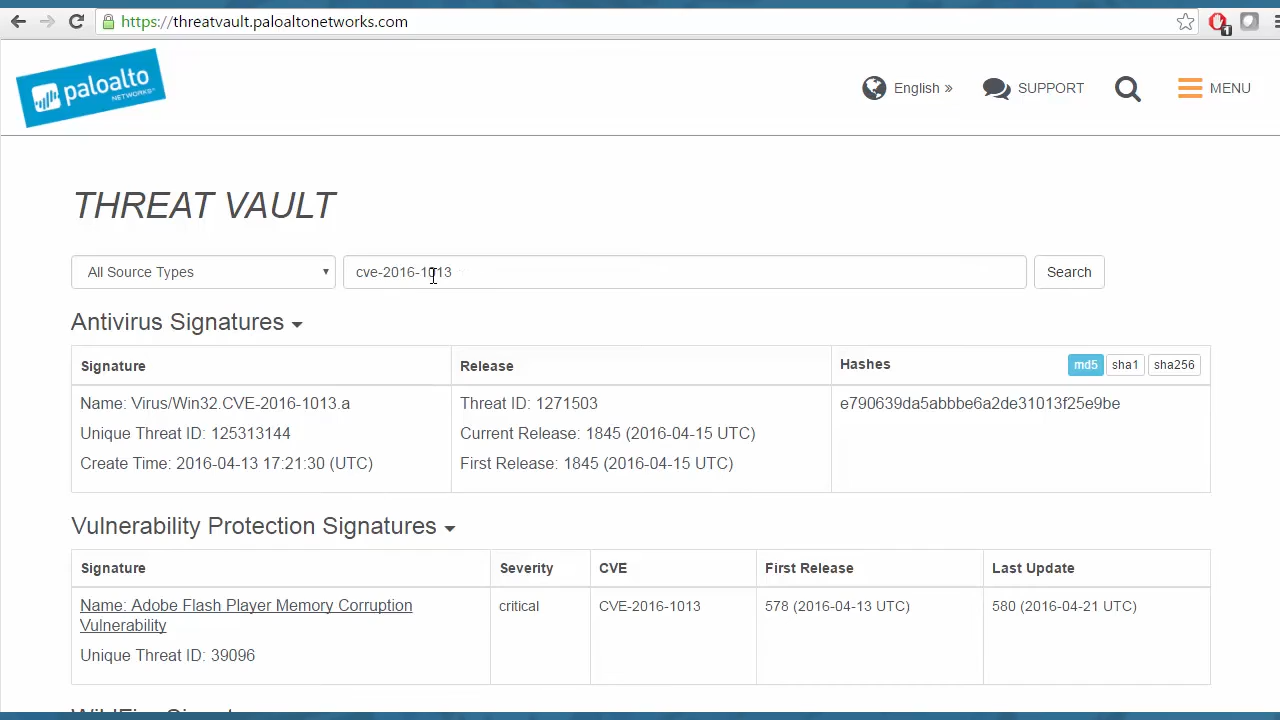 https://threatvault.paloaltonetworks.com
1
paloalto
NETWORKS®
English »
SUPPORT
MENU
THREAT VAULT
All Source Types
cve-2016-1013
Search
Antivirus Signatures
Signature
Release
Hashes
md5
sha1
sha256
Name: Virus/Win32.CVE-2016-1013.a
Threat ID: 1271503
e790639da5abbbe6a2de31013f25e9be
Unique Threat ID: 125313144
Current Release: 1845 (2016-04-15 UTC)
Create Time: 2016-04-13 17:21:30 (UTC)
First Release: 1845 (2016-04-15 UTC)
Vulnerability Protection Signatures
Signature
Severity
CVE
First Release
Last Update
Name: Adobe Flash Player Memory Corruption
Vulnerability
critical
CVE-2016-1013
578 (2016-04-13 UTC)
580 (2016-04-21 UTC)
Unique Threat ID: 39096